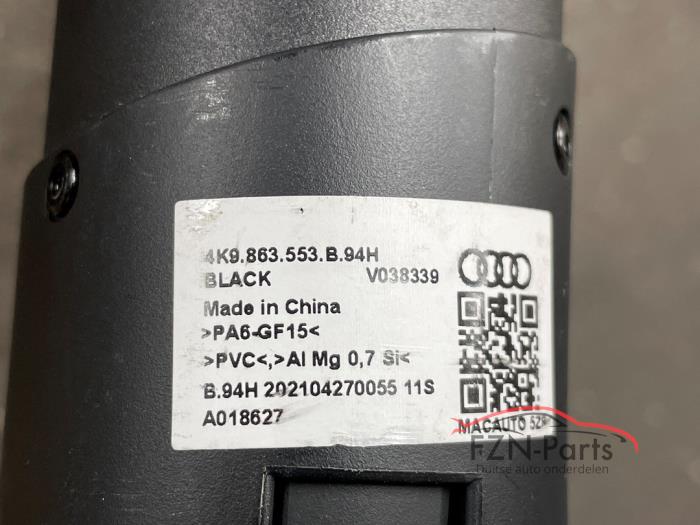 4K9.863.553.B.94H
BLACK V038339
Made in China
>PA6-GF15<
>PVC<,>Al Mg 0,7 Si<
B.94H 202104270055 11S
A018627
MACAUTO
FZN-Parts
Duitse auto onderdelen